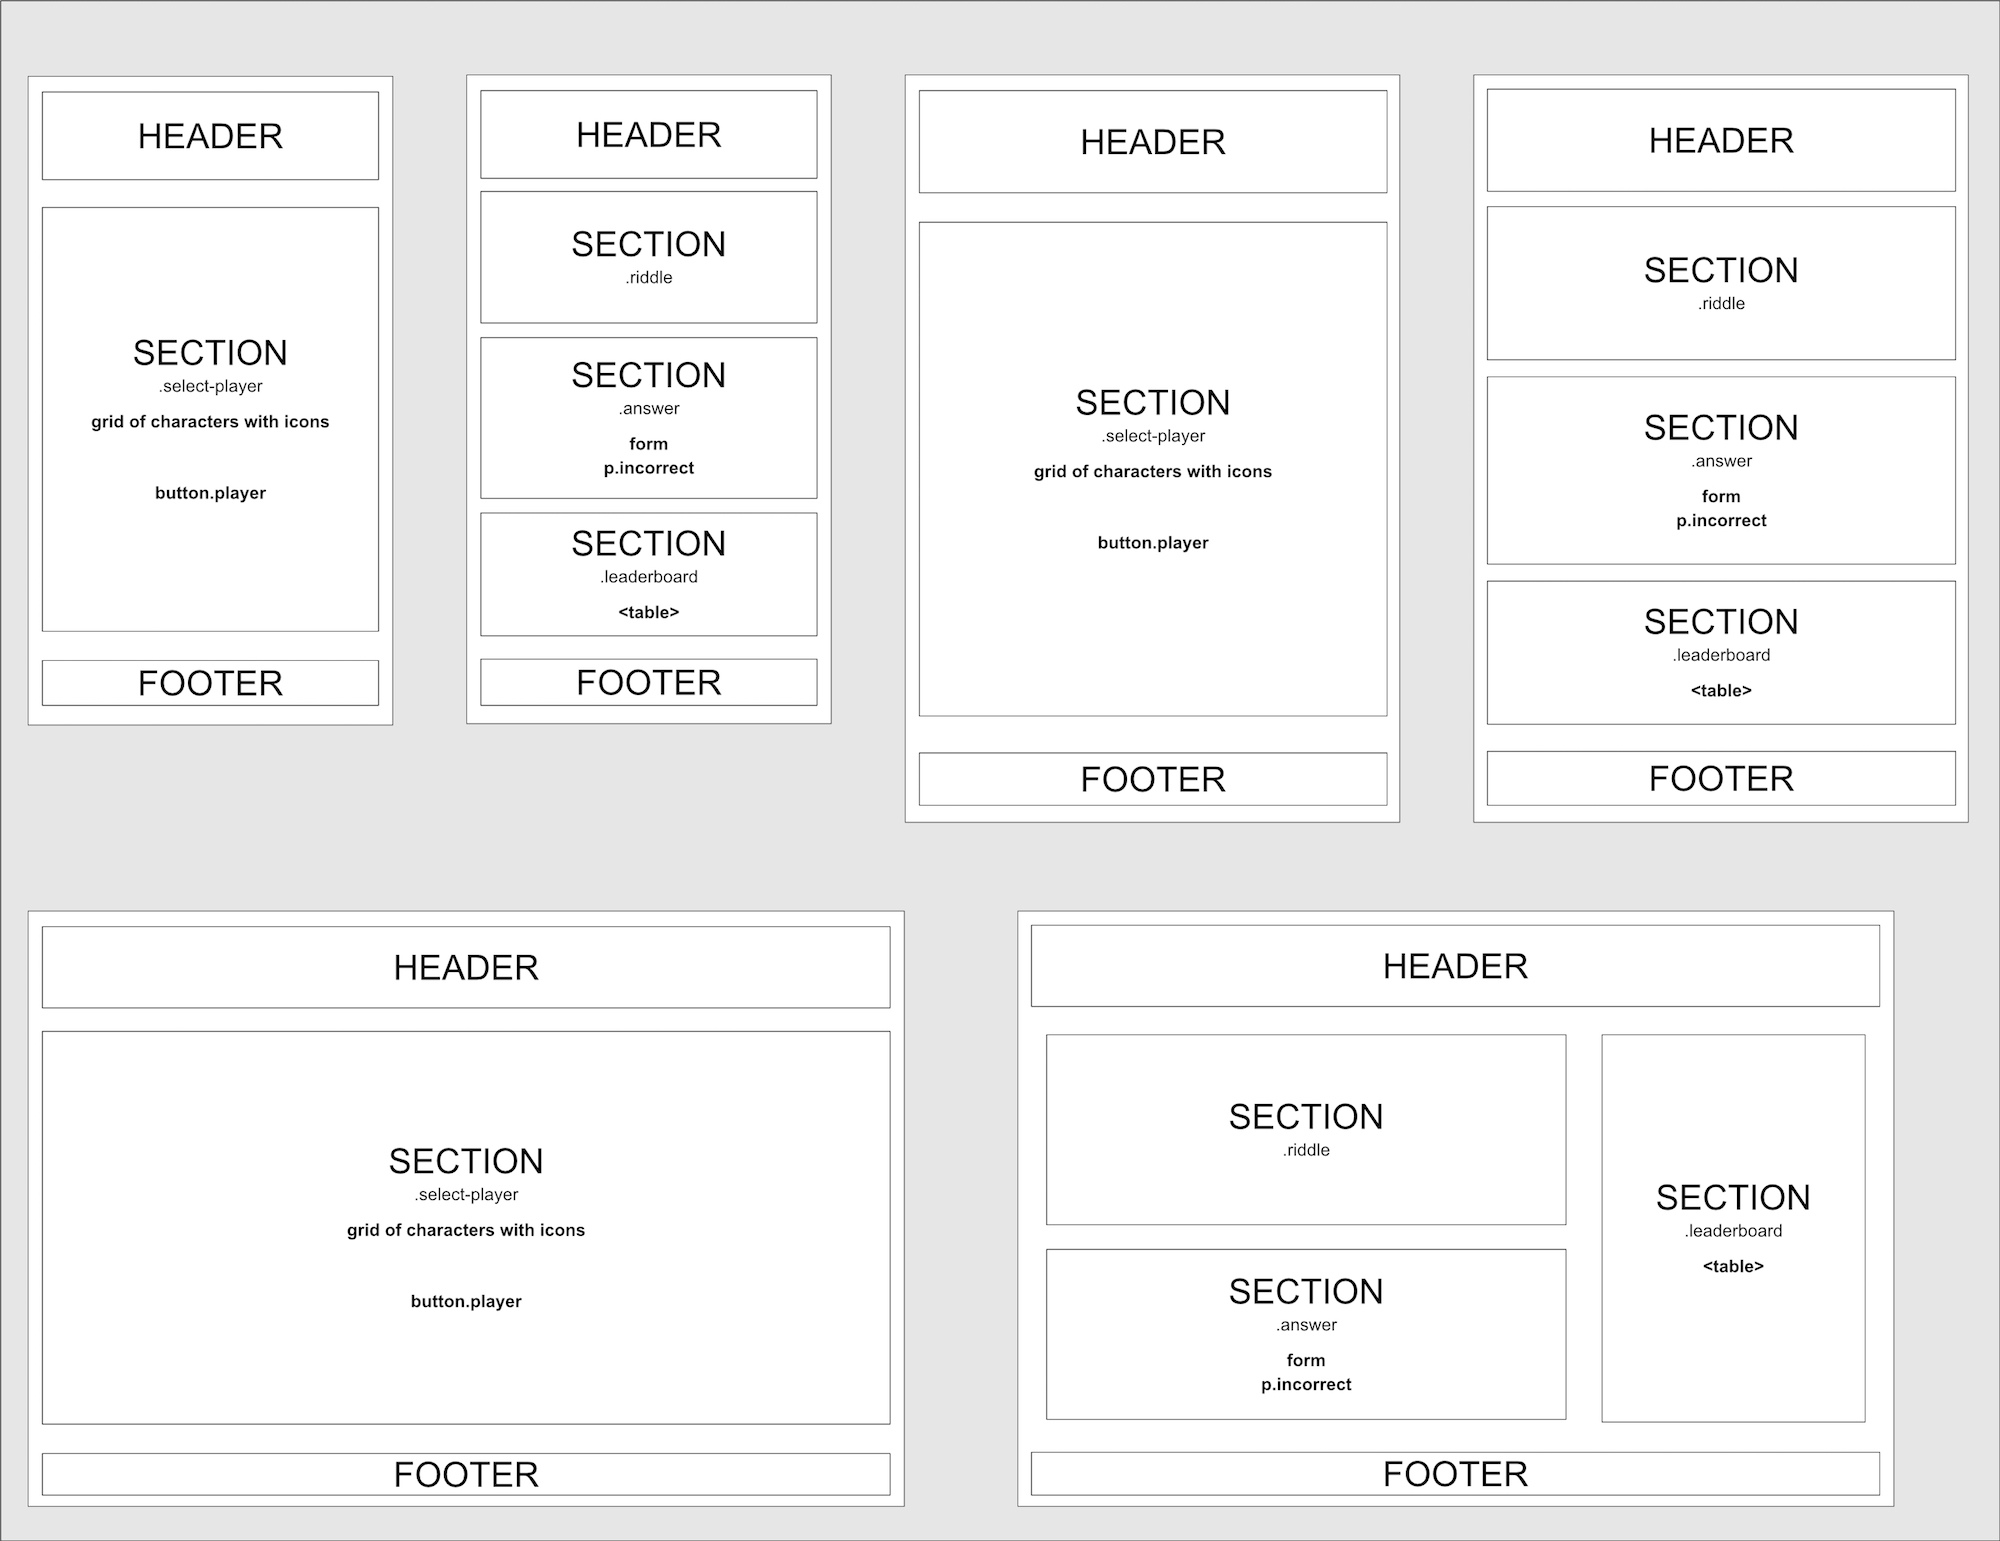 HEADER
SECTION
.select-player
grid of characters with icons
button.player
FOOTER
HEADER
SECTION
.riddle
SECTION
.answer
form
p.incorrect
SECTION
.leaderboard
<table>
FOOTER
HEADER
SECTION
.select-player
grid of characters with icons
button.player
FOOTER
HEADER
SECTION
.riddle
SECTION
.answer
form
p.incorrect
SECTION
.leaderboard
<table>
FOOTER
HEADER
SECTION
.select-player
grid of characters with icons
button.player
FOOTER
HEADER
SECTION
.riddle
SECTION
.answer
form
p.incorrect
SECTION
.leaderboard
<table>
FOOTER